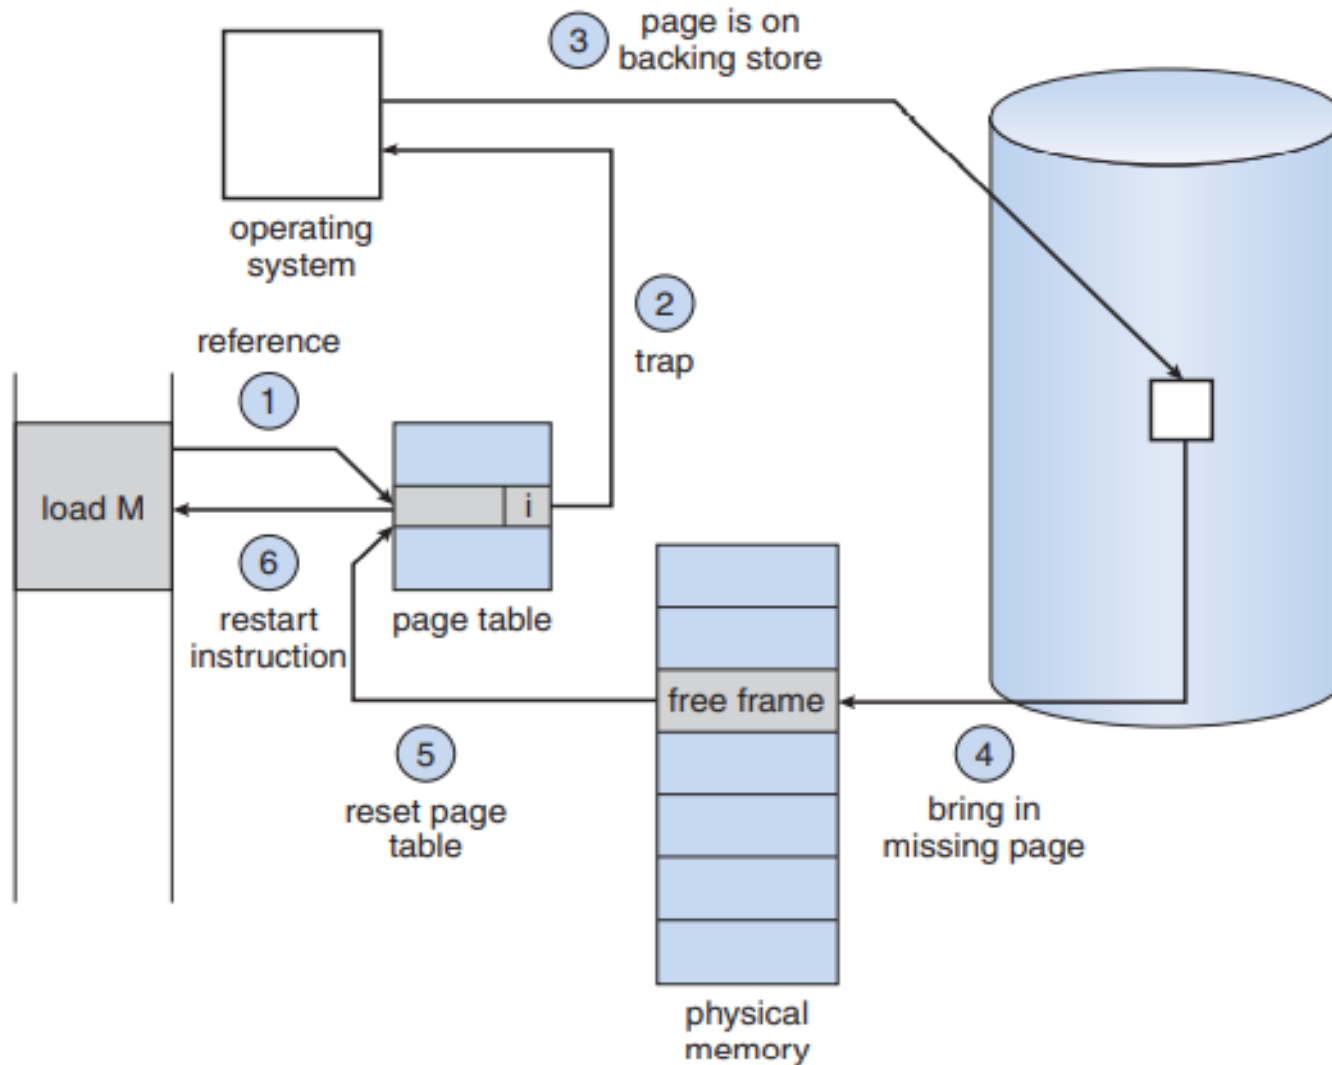 3
page is on
backing store
operating
system
2
trap
reference
1
load M
i
6
restart
instruction
page table
free frame
5
reset page
table
4
bring in
missing page
physical
memory